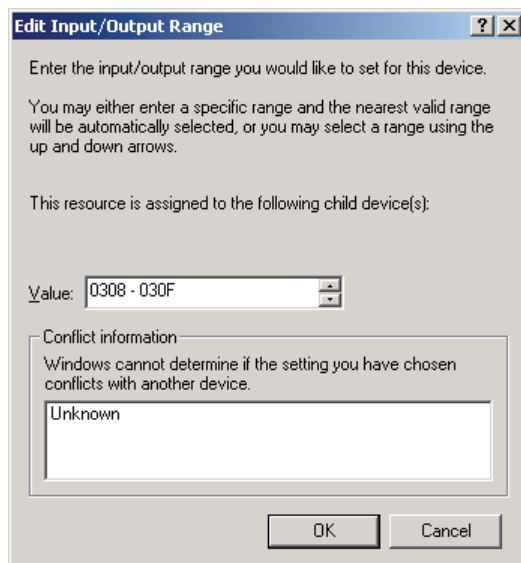 Edit Input/Output Range
Enter the input/output range you would like to set for this device.
You may either enter a specific range and the nearest valid range
will be automatically selected, or you may select a range using the
up and down arrows.
This resource is assigned to the following child device(s):
Value: 0308 - 030F
Conflict information
Windows cannot determine if the setting you have chosen
conflicts with another device.
Unknown
OK Cancel